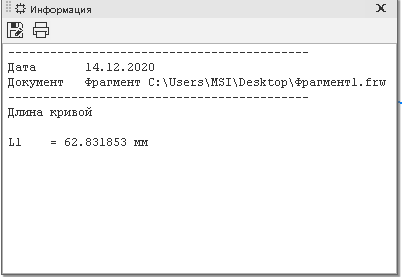 Информация
-------------------------------------------
Дата 14.12.2020
Документ Фрагмент C:\Users\MSI\Desktop\Фрагмент1.frw
-------------------------------------------
Длина кривой
L1 = 62.831853 мм